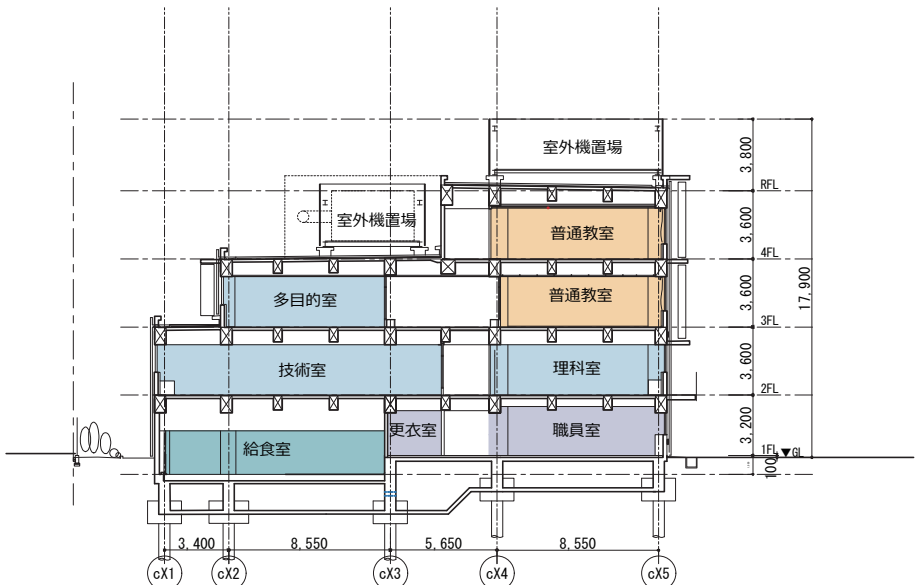 室外機置場
3,800
RFL
室外機置場
普通教室
3,600
4FL
多目的室
普通教室
3,600
17,900
3FL
技術室
理科室
3,600
2FL
更衣室
職員室
3,200
給食室
1FL
▼GL
100
3,400
8,550
5,650
8,550
cX1
cX2
cX3
cX4
cX5